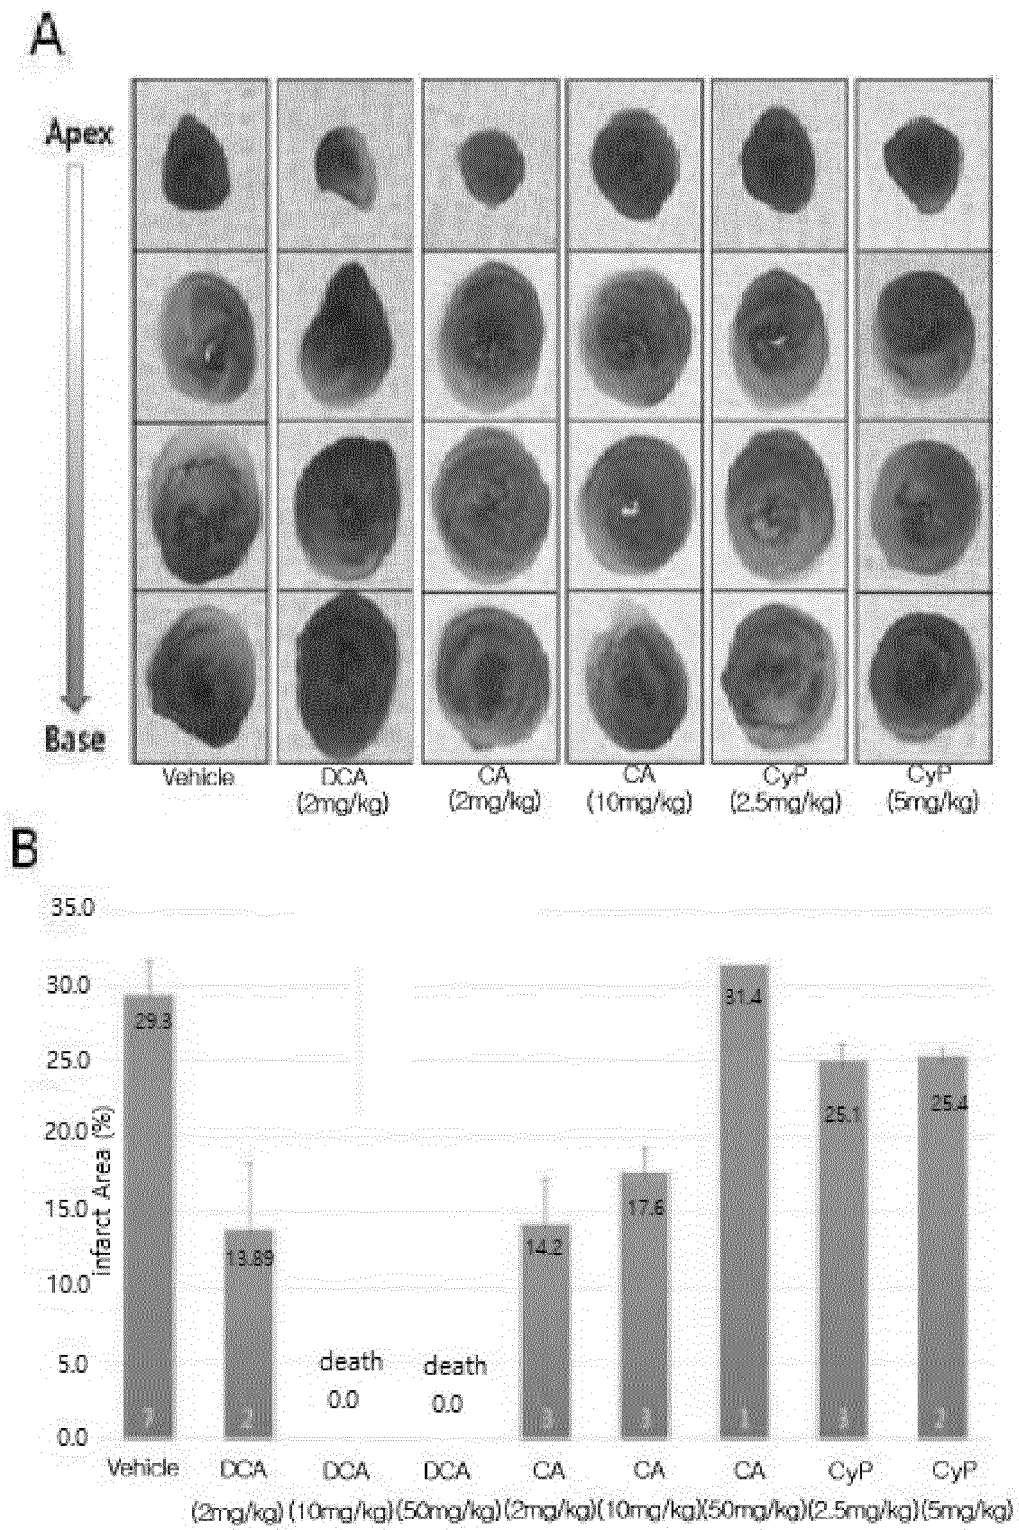 A
Apex
Base
Vehicle DCA CA CA CyP CyP
(2mg/kg) (2mg/kg) (10mg/kg) (2.5mg/kg) (5mg/kg)
B
35.0
30.0
25.0
20.0
15.0
10.0
5.0
0.0
infarct Area (%)
29.3
13.89
death
0.0
death
0.0
14.2
17.6
31.4
25.1
25.4
2 3 3 1 3 2
Vehicle DCA DCA DCA CA CA CA CyP CyP
(2mg/kg) (10mg/kg) (50mg/kg) (2mg/kg) (10mg/kg) (50mg/kg) (2.5mg/kg) (5mg/kg)